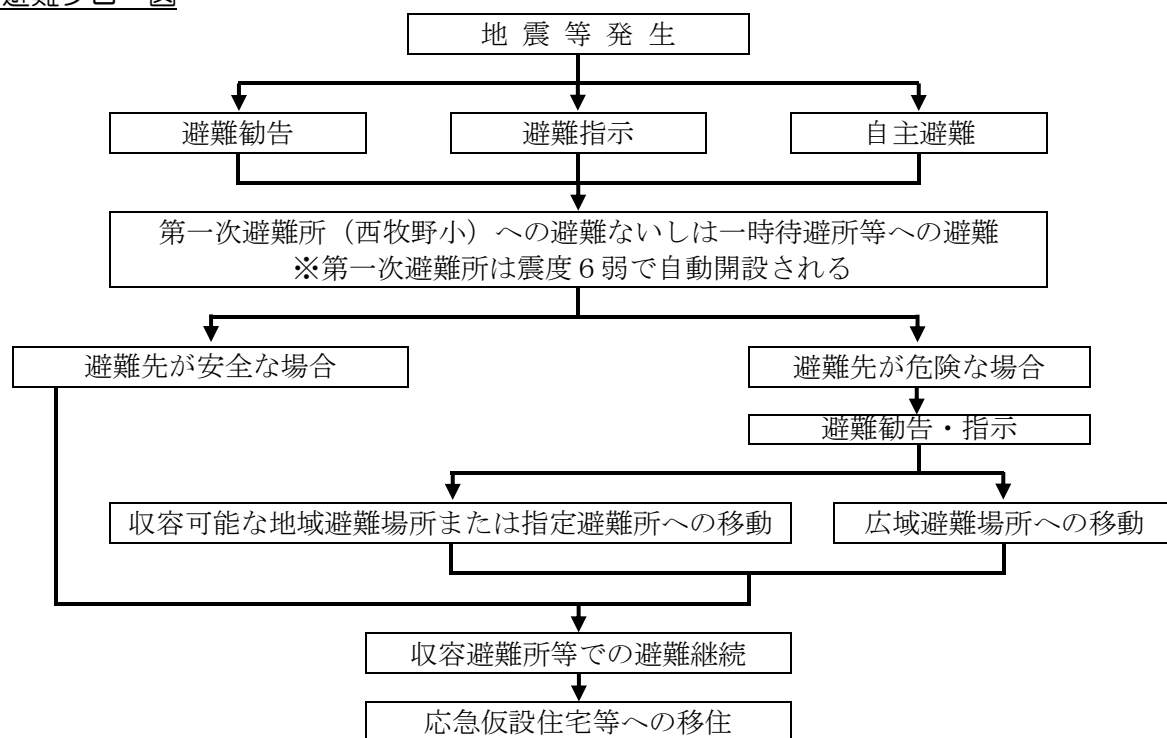 地 震 等 発 生
避難勧告
避難指示
自主避難
第一次避難所（西牧野小）への避難ないしは一時待避所等への避難
※第一次避難所は震度６弱で自動開設される
避難先が安全な場合
避難先が危険な場合
避難勧告・指示
収容可能な地域避難場所または指定避難所への移動
広域避難場所への移動
収容避難所等での避難継続
応急仮設住宅等への移住